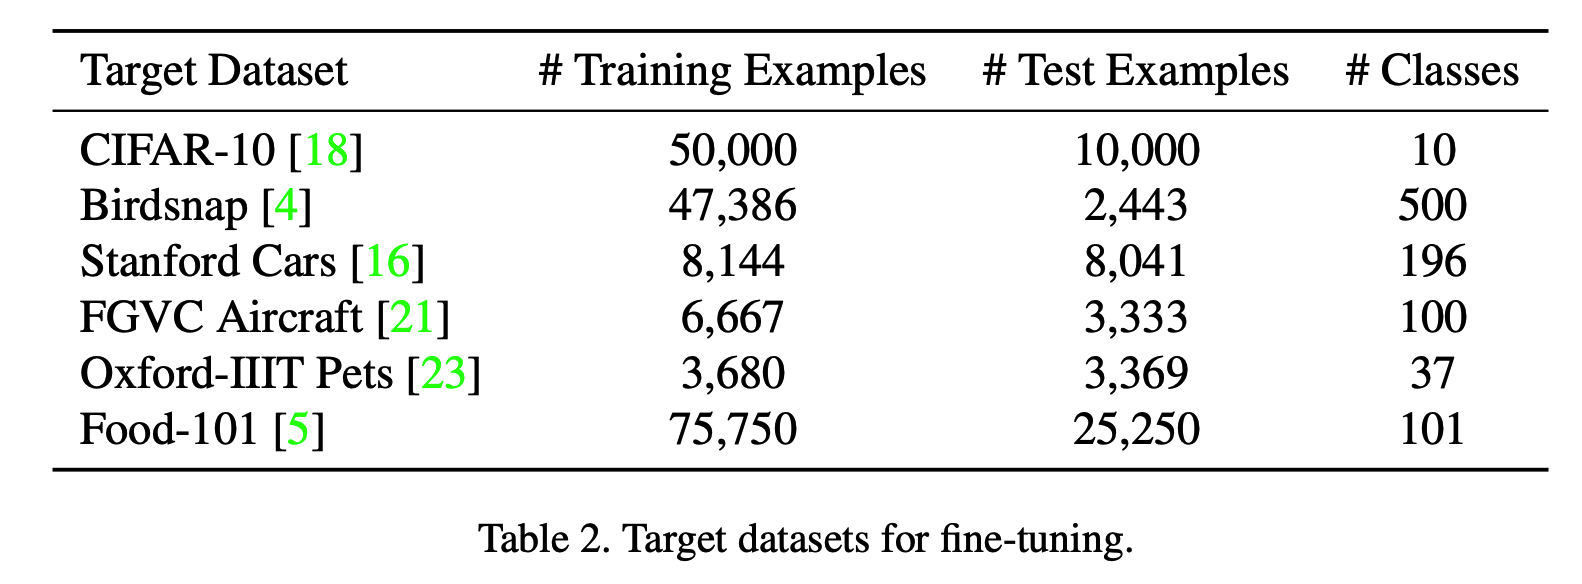 Target Dataset # Training Examples # Test Examples # Classes
CIFAR-10 [18] 50,000 10,000 10
Birdsnap [4] 47,386 2,443 500
Stanford Cars [16] 8,144 8,041 196
FGVC Aircraft [21] 6,667 3,333 100
Oxford-IIIT Pets [23] 3,680 3,369 37
Food-101 [5] 75,750 25,250 101
Table 2. Target datasets for fine-tuning.